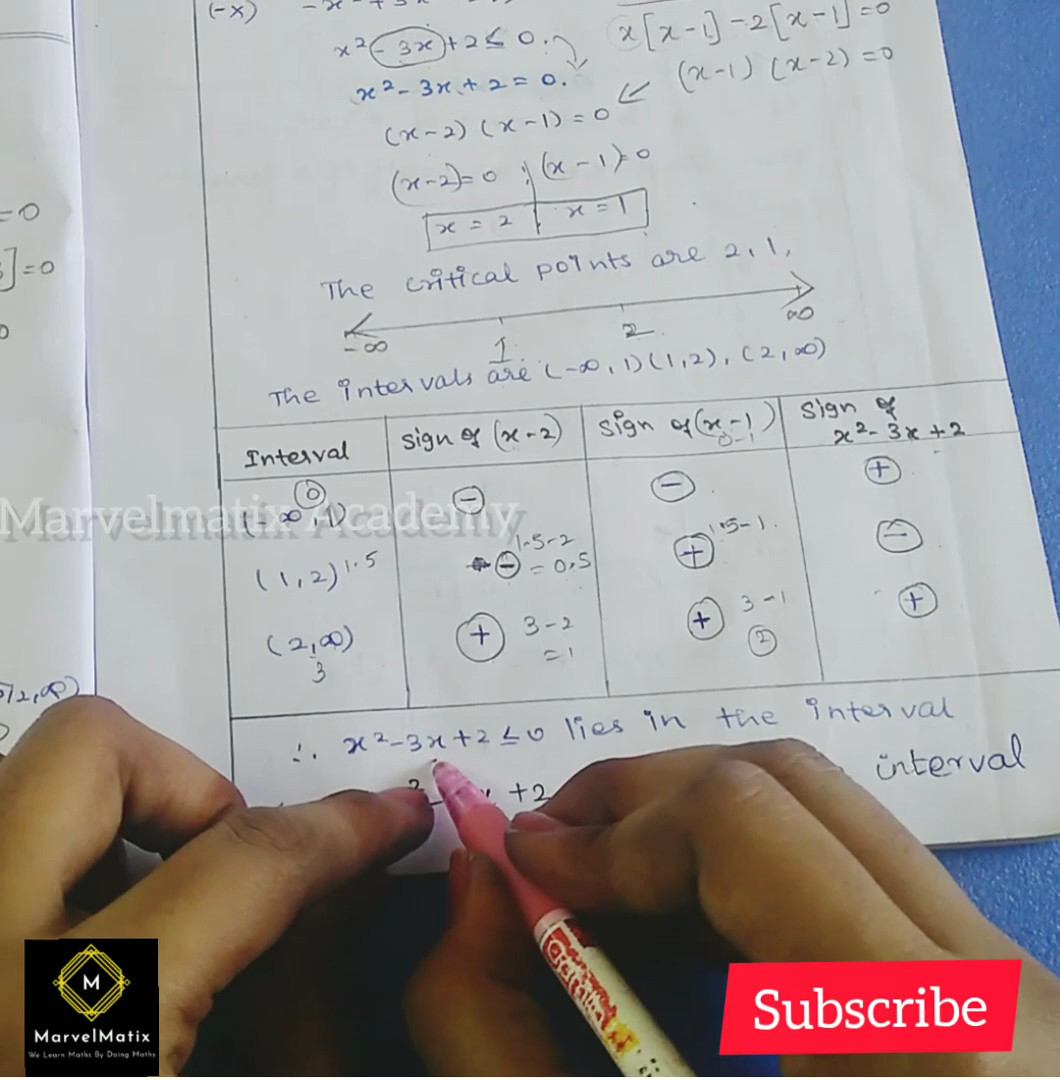 (-x)
x² - 3x + 2 ≤ 0.
x[x-1] - 2[x-1] = 0
x² - 3x + 2 = 0.
(x-1) (x-2) = 0
(x-2) (x-1) = 0
(x-2) = 0 ; (x-1) = 0
x = 2 x = 1
=0
]=0
The critical points are 2, 1,
-∞ 1 2 ∞
The intervals are (-∞, 1) (1, 2), (2, ∞)
Interval sign of (x-2) sign of (x-1) 0-1 sign of x² - 3x + 2
(-∞, 1) 0 - - +
(1, 2) 1.5 - 1.5-2 = 0.5 + 1.5-1. -
(2, ∞) 3 + 3-2 = 1 + 3-1 2 +
∴ x² - 3x + 2 ≤ 0 lies in the interval
+2
interval
Marvelmatix Academy
M
MarvelMatix
We Learn Maths By Doing Maths
Subscribe